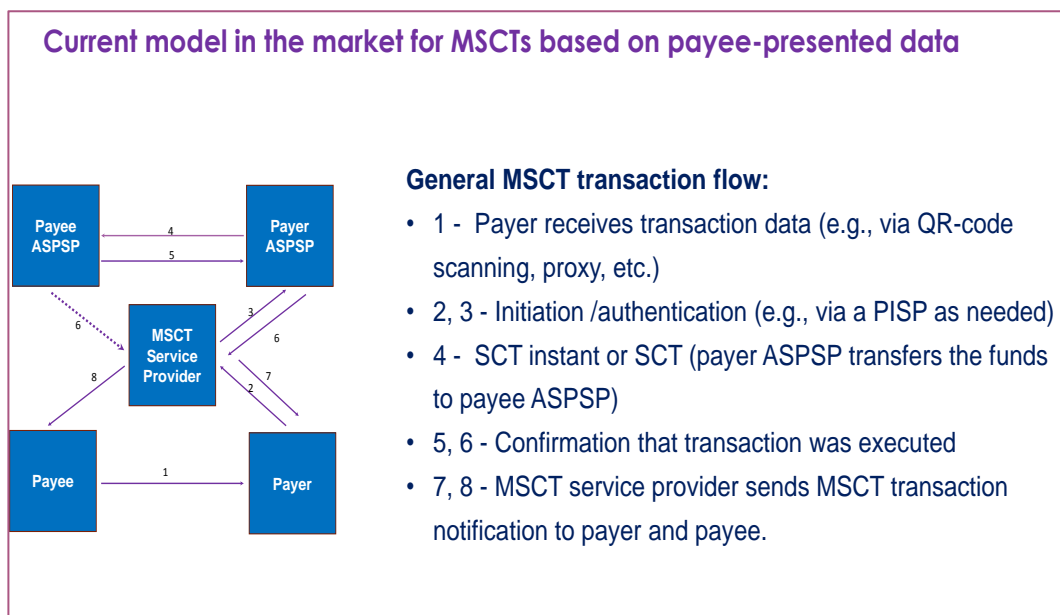 Current model in the market for MSCTs based on payee-presented data
Payee
ASPSP
4
5
Payer
ASPSP
6
MSCT
Service
Provider
3
6
8
7
2
Payee
1
Payer
General MSCT transaction flow:
• 1 - Payer receives transaction data (e.g., via QR-code
scanning, proxy, etc.)
• 2, 3 - Initiation /authentication (e.g., via a PISP as needed)
• 4 - SCT instant or SCT (payer ASPSP transfers the funds
to payee ASPSP)
• 5, 6 - Confirmation that transaction was executed
• 7, 8 - MSCT service provider sends MSCT transaction
notification to payer and payee.